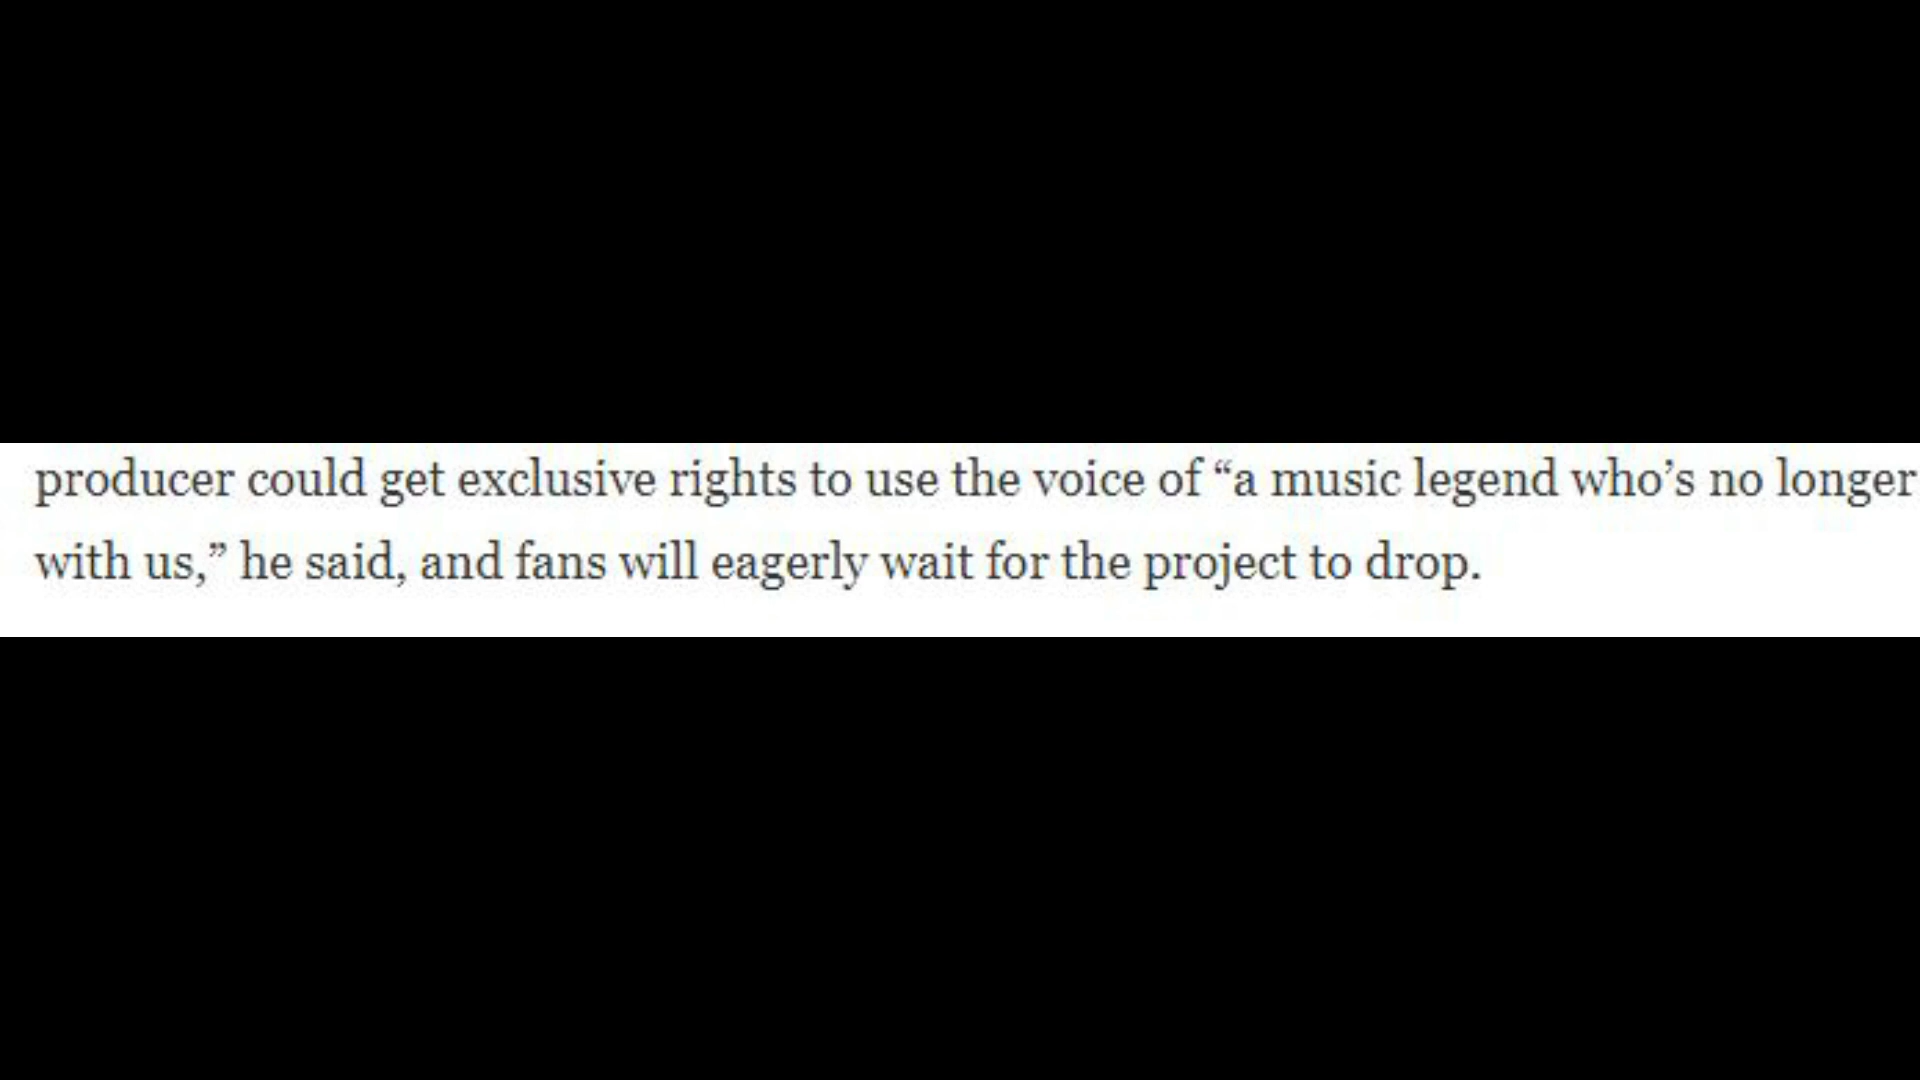 producer could get exclusive rights to use the voice of “a music legend who’s no longer
with us,” he said, and fans will eagerly wait for the project to drop.